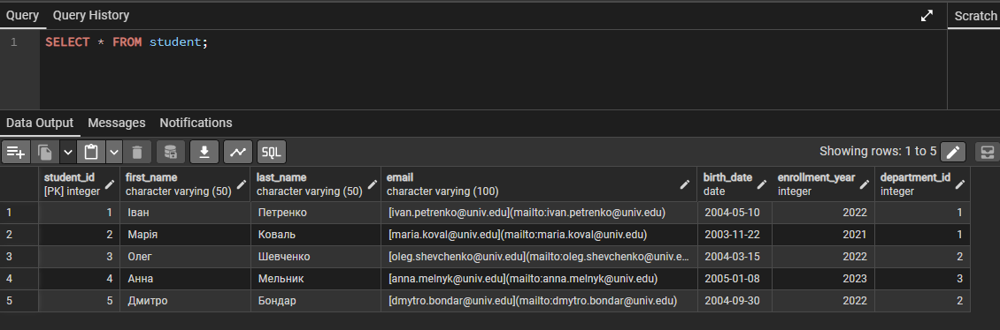 Query Query History Scratch
1 SELECT * FROM student;
Data Output Messages Notifications
SQL Showing rows: 1 to 5
student_id first_name last_name email birth_date enrollment_year department_id
[PK] integer character varying (50) character varying (50) character varying (100) date integer integer
1 1 Іван Петренко [ivan.petrenko@univ.edu](mailto:ivan.petrenko@univ.edu) 2004-05-10 2022 1
2 2 Марія Коваль [maria.koval@univ.edu](mailto:maria.koval@univ.edu) 2003-11-22 2021 1
3 3 Олег Шевченко [oleg.shevchenko@univ.edu](mailto:oleg.shevchenko@univ.e... 2004-03-15 2022 2
4 4 Анна Мельник [anna.melnyk@univ.edu](mailto:anna.melnyk@univ.edu) 2005-01-08 2023 3
5 5 Дмитро Бондар [dmytro.bondar@univ.edu](mailto:dmytro.bondar@univ.edu) 2004-09-30 2022 2